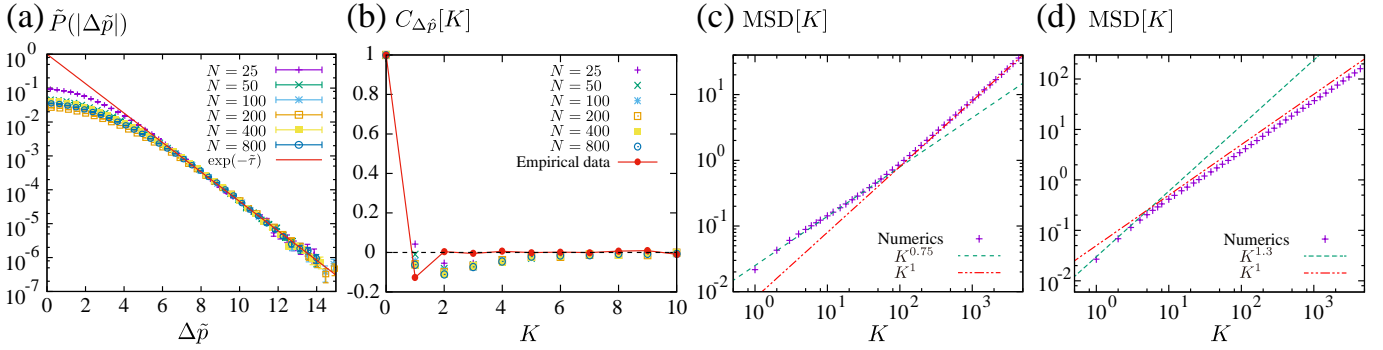 (a) P̃(|Δp̃|)
10^0
10^-1
10^-2
10^-3
10^-4
10^-5
10^-6
10^-7
0 2 4 6 8 10 12 14
Δp̃
N = 25
N = 50
N = 100
N = 200
N = 400
N = 800
exp(−τ̃)
(b) C_Δp̂[K]
1
0.8
0.6
0.4
0.2
0
-0.2
0 2 4 6 8 10
K
N = 25
N = 50
N = 100
N = 200
N = 400
N = 800
Empirical data
(c) MSD[K]
10^1
10^0
10^-1
10^-2
10^0 10^1 10^2 10^3
K
Numerics
K^0.75
K^1
(d) MSD[K]
10^2
10^1
10^0
10^-1
10^-2
10^0 10^1 10^2 10^3
K
Numerics
K^1.3
K^1